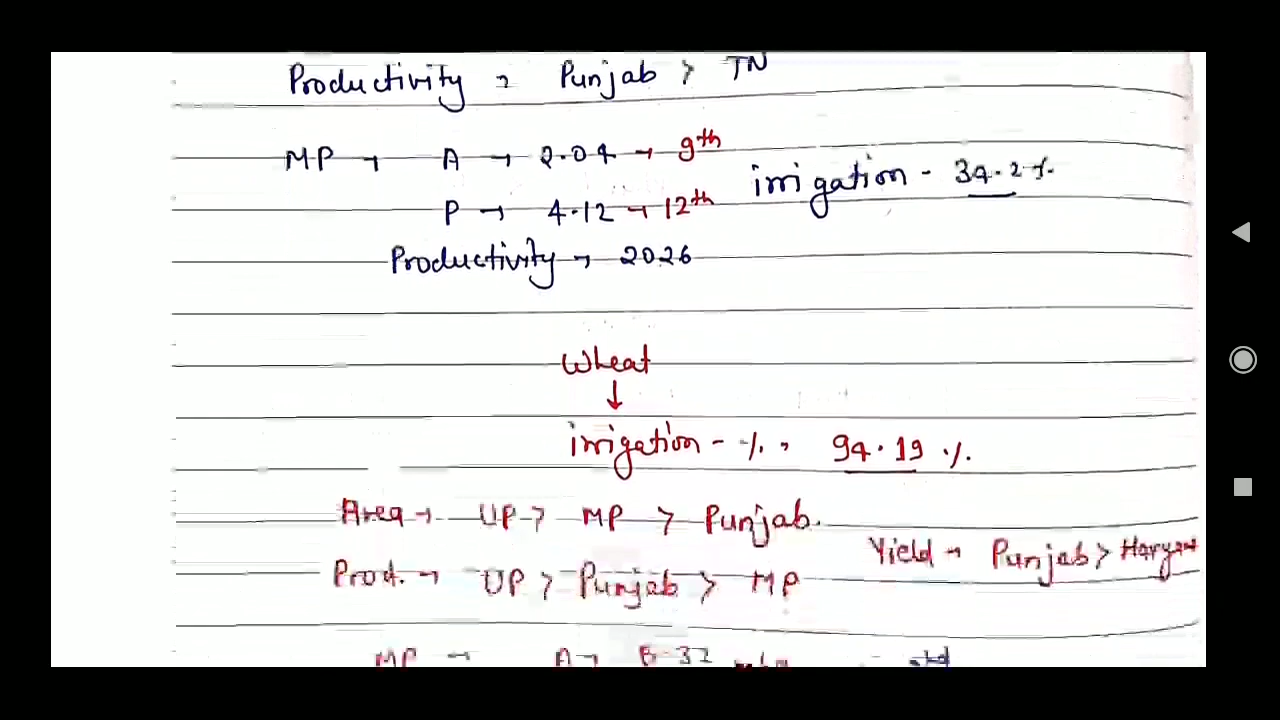 Productivity = Punjab > TN
MP → A → 2.04 → 9th
irrigation - 34.2 %
P → 4.12 → 12th
Productivity → 2026
Wheat
↓
irrigation - % = 94.19 %
Area → UP > MP > Punjab.
Yield → Punjab > Haryana
Prod. → UP > Punjab > MP
MP → A →